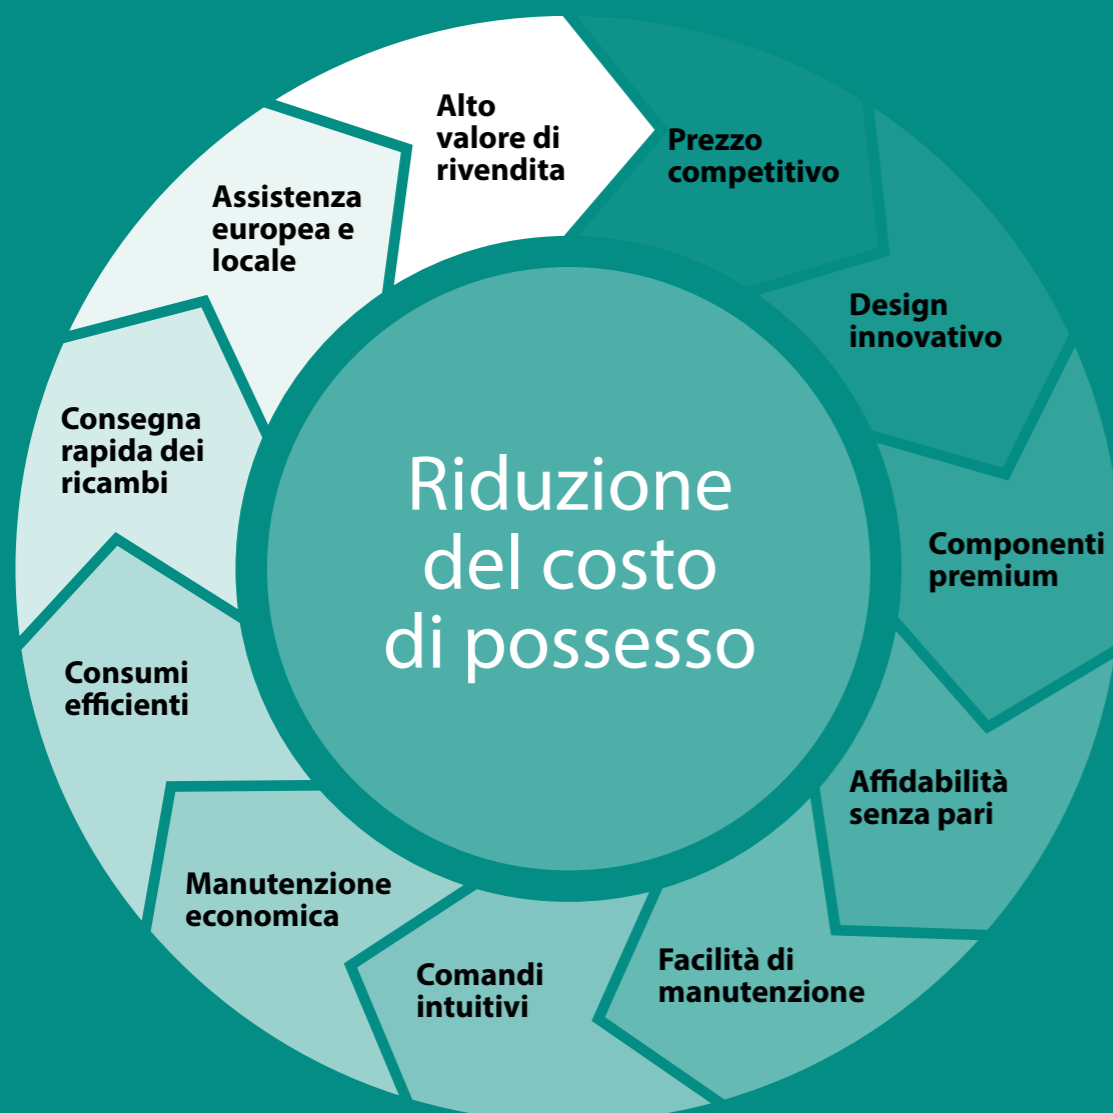 Alto
valore di
rivendita
Prezzo
competitivo
Design
innovativo
Componenti
premium
Affidabilità
senza pari
Facilità di
manutenzione
Comandi
intuitivi
Manutenzione
economica
Consumi
efficienti
Consegna
rapida dei
ricambi
Assistenza
europea e
locale
Riduzione
del costo
di possesso